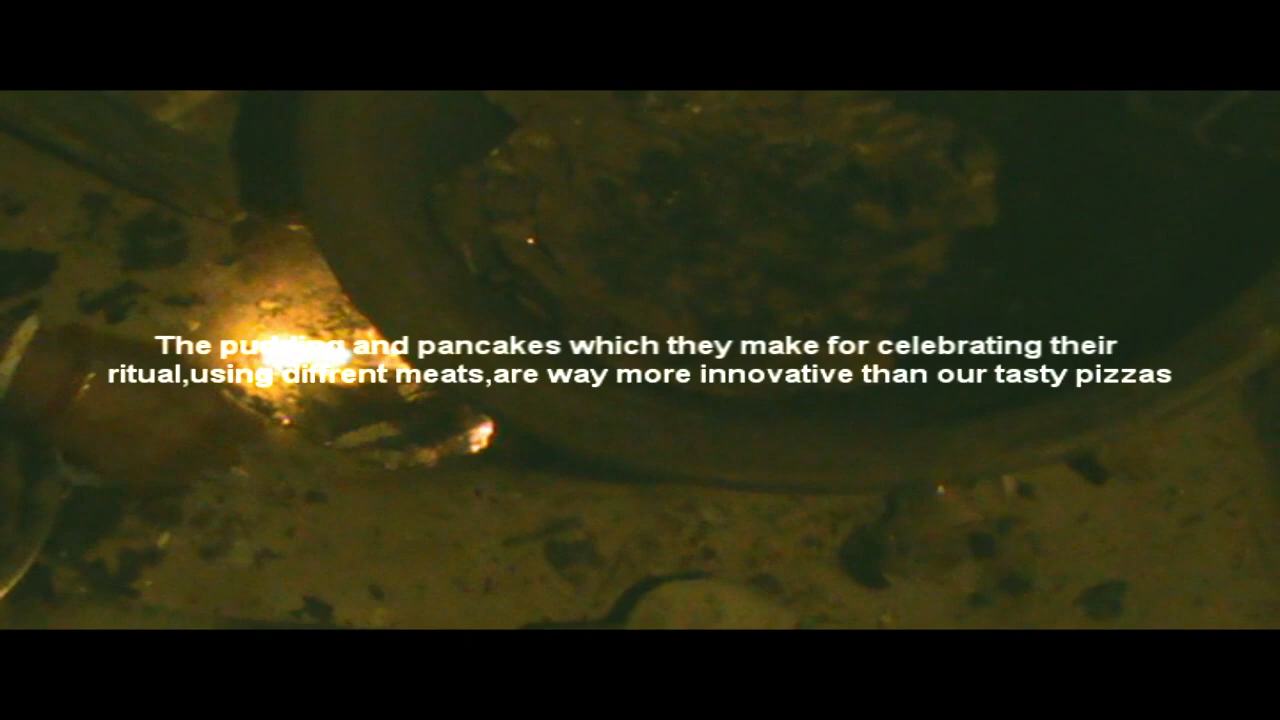 The pudding and pancakes which they make for celebrating their
ritual,using diffrent meats,are way more innovative than our tasty pizzas